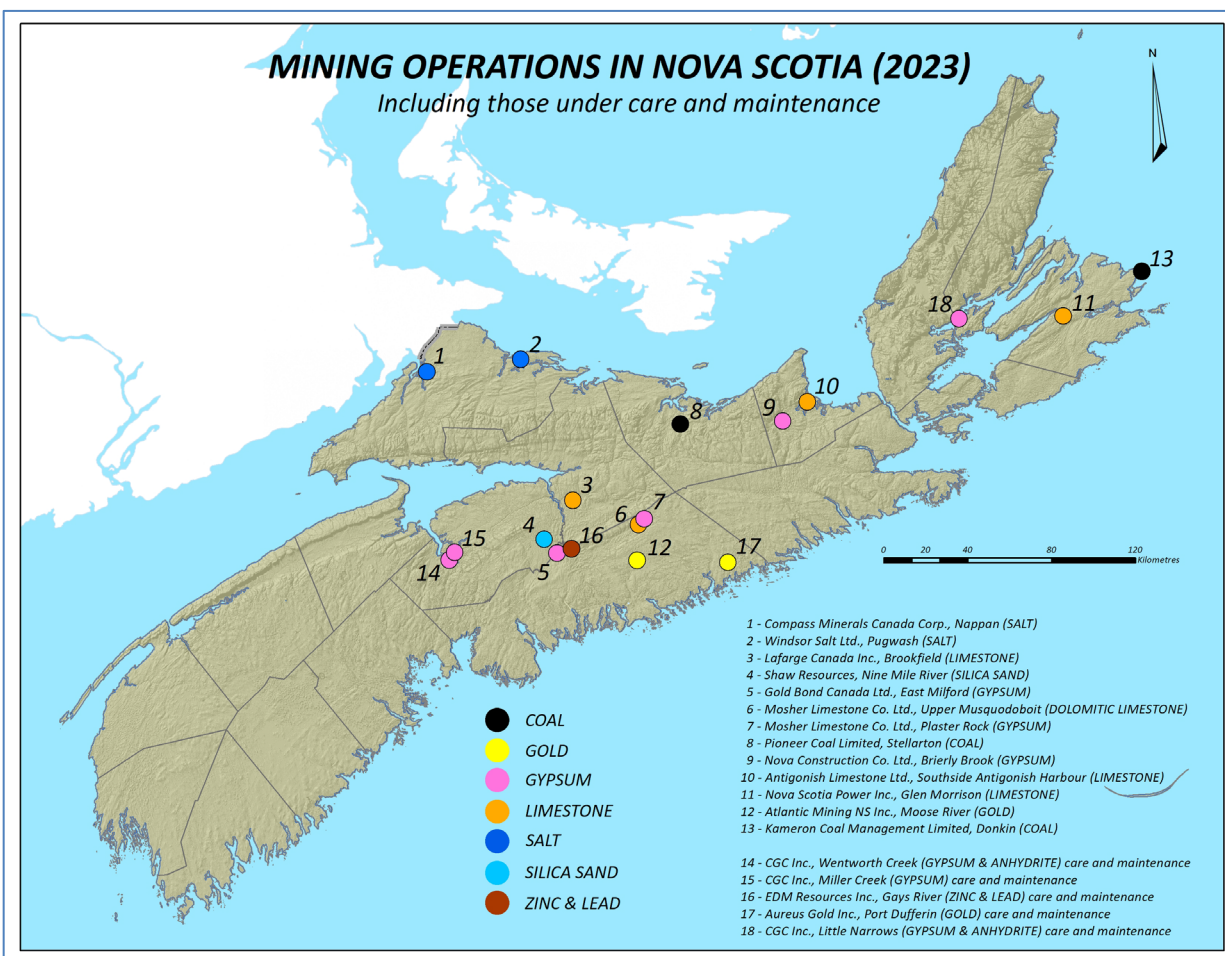 MINING OPERATIONS IN NOVA SCOTIA (2023)
Including those under care and maintenance
N
13
18
11
1
2
10
9
8
3
7
6
4
16
15
12
17
14
5
0 20 40 80 120
Kilometres
COAL
GOLD
GYPSUM
LIMESTONE
SALT
SILICA SAND
ZINC & LEAD
1 - Compass Minerals Canada Corp., Nappan (SALT)
2 - Windsor Salt Ltd., Pugwash (SALT)
3 - Lafarge Canada Inc., Brookfield (LIMESTONE)
4 - Shaw Resources, Nine Mile River (SILICA SAND)
5 - Gold Bond Canada Ltd., East Milford (GYPSUM)
6 - Mosher Limestone Co. Ltd., Upper Musquodoboit (DOLOMITIC LIMESTONE)
7 - Mosher Limestone Co. Ltd., Plaster Rock (GYPSUM)
8 - Pioneer Coal Limited, Stellarton (COAL)
9 - Nova Construction Co. Ltd., Brierly Brook (GYPSUM)
10 - Antigonish Limestone Ltd., Southside Antigonish Harbour (LIMESTONE)
11 - Nova Scotia Power Inc., Glen Morrison (LIMESTONE)
12 - Atlantic Mining NS Inc., Moose River (GOLD)
13 - Kameron Coal Management Limited, Donkin (COAL)
14 - CGC Inc., Wentworth Creek (GYPSUM & ANHYDRITE) care and maintenance
15 - CGC Inc., Miller Creek (GYPSUM) care and maintenance
16 - EDM Resources Inc., Gays River (ZINC & LEAD) care and maintenance
17 - Aureus Gold Inc., Port Dufferin (GOLD) care and maintenance
18 - CGC Inc., Little Narrows (GYPSUM & ANHYDRITE) care and maintenance